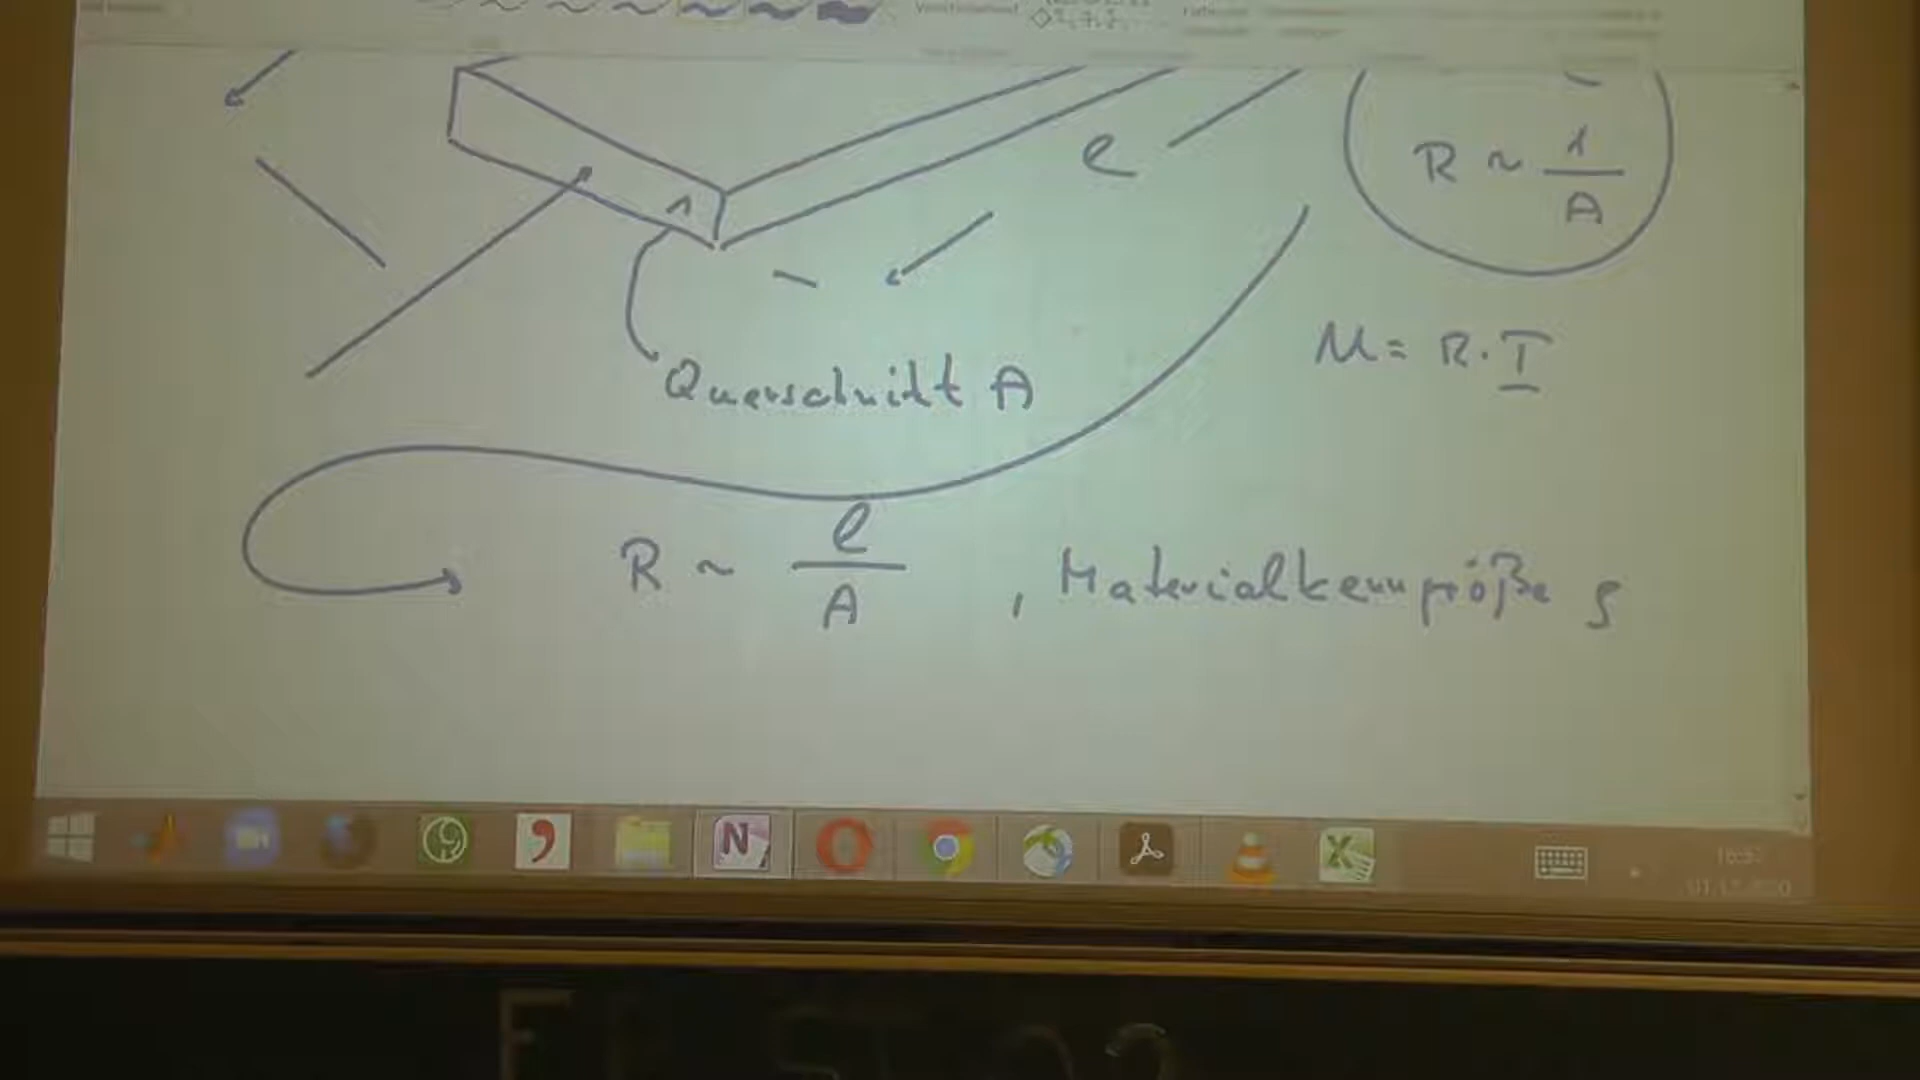 ℓ
R ~ 1/A
U = R · I
Querschnitt A
R ~ ℓ/A , Materialkenngröße ρ